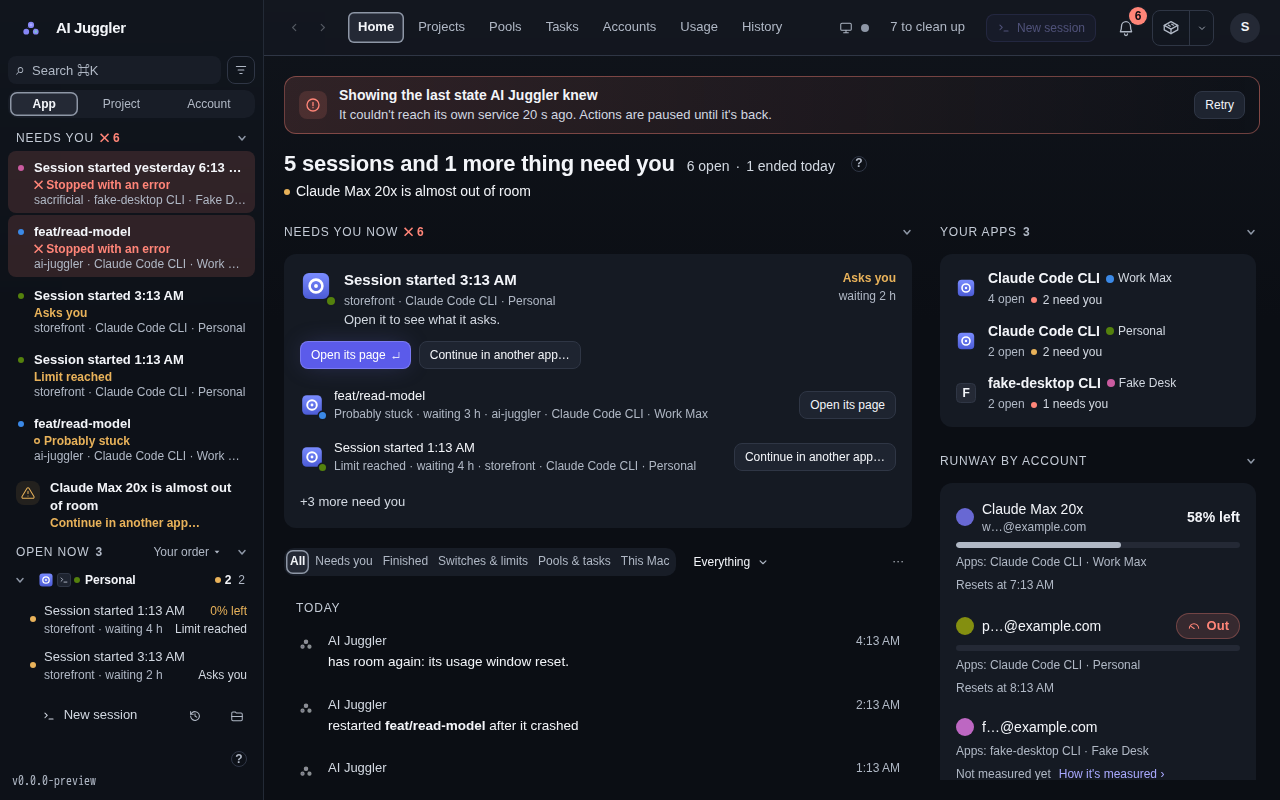 AI Juggler
Search ⌘K
App
Project
Account
NEEDS YOU 6
Session started yesterday 6:13 …
Stopped with an error
sacrificial · fake-desktop CLI · Fake D…
feat/read-model
Stopped with an error
ai-juggler · Claude Code CLI · Work …
Session started 3:13 AM
Asks you
storefront · Claude Code CLI · Personal
Session started 1:13 AM
Limit reached
storefront · Claude Code CLI · Personal
feat/read-model
Probably stuck
ai-juggler · Claude Code CLI · Work …
Claude Max 20x is almost out
of room
Continue in another app…
OPEN NOW 3
Your order
Personal
2 2
Session started 1:13 AM
0% left
storefront · waiting 4 h
Limit reached
Session started 3:13 AM
storefront · waiting 2 h
Asks you
New session
?
v0.0.0-preview
Home
Projects
Pools
Tasks
Accounts
Usage
History
7 to clean up
New session
6
S
Showing the last state AI Juggler knew
It couldn't reach its own service 20 s ago. Actions are paused until it's back.
Retry
5 sessions and 1 more thing need you
6 open · 1 ended today
?
Claude Max 20x is almost out of room
NEEDS YOU NOW 6
Session started 3:13 AM
Asks you
storefront · Claude Code CLI · Personal
waiting 2 h
Open it to see what it asks.
Open its page
Continue in another app…
feat/read-model
Probably stuck · waiting 3 h · ai-juggler · Claude Code CLI · Work Max
Open its page
Session started 1:13 AM
Limit reached · waiting 4 h · storefront · Claude Code CLI · Personal
Continue in another app…
+3 more need you
All
Needs you
Finished
Switches & limits
Pools & tasks
This Mac
Everything
…
TODAY
AI Juggler
4:13 AM
has room again: its usage window reset.
AI Juggler
2:13 AM
restarted feat/read-model after it crashed
AI Juggler
1:13 AM
YOUR APPS 3
Claude Code CLI
Work Max
4 open
2 need you
Claude Code CLI
Personal
2 open
2 need you
F
fake-desktop CLI
Fake Desk
2 open
1 needs you
RUNWAY BY ACCOUNT
Claude Max 20x
w…@example.com
58% left
Apps: Claude Code CLI · Work Max
Resets at 7:13 AM
p…@example.com
Out
Apps: Claude Code CLI · Personal
Resets at 8:13 AM
f…@example.com
Apps: fake-desktop CLI · Fake Desk
Not measured yet How it's measured ›